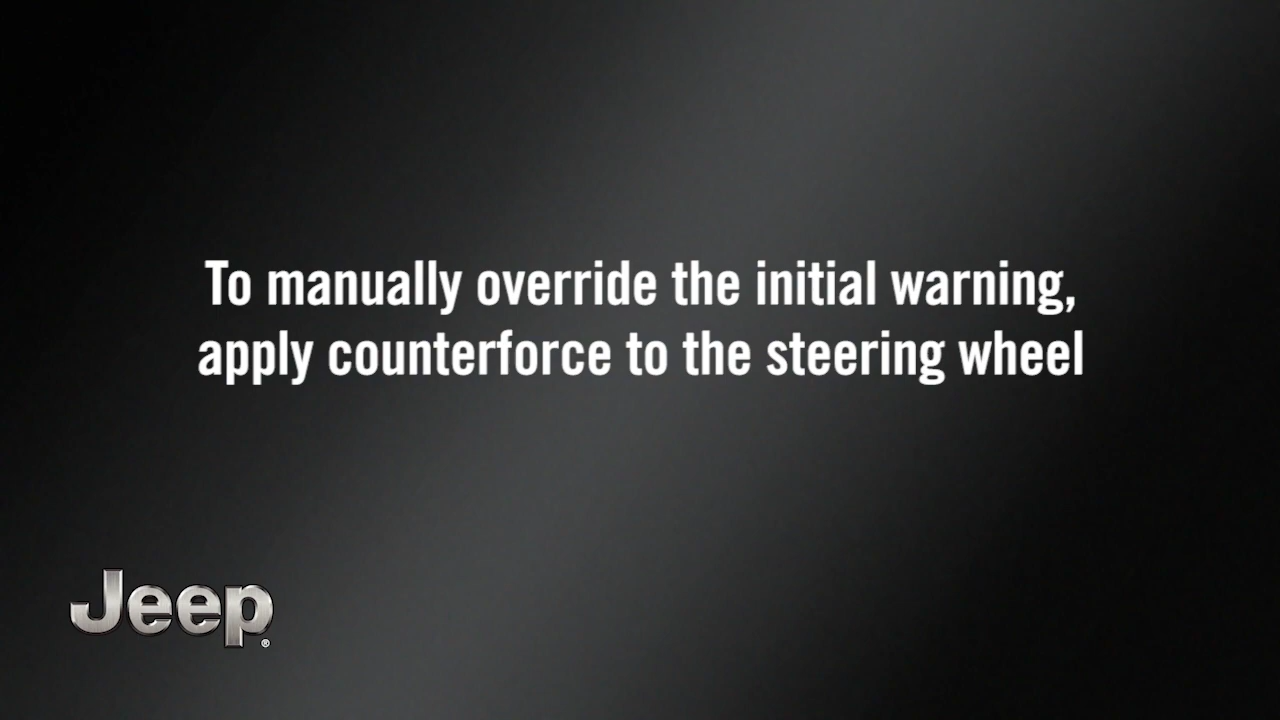 To manually override the initial warning,
apply counterforce to the steering wheel
Jeep®